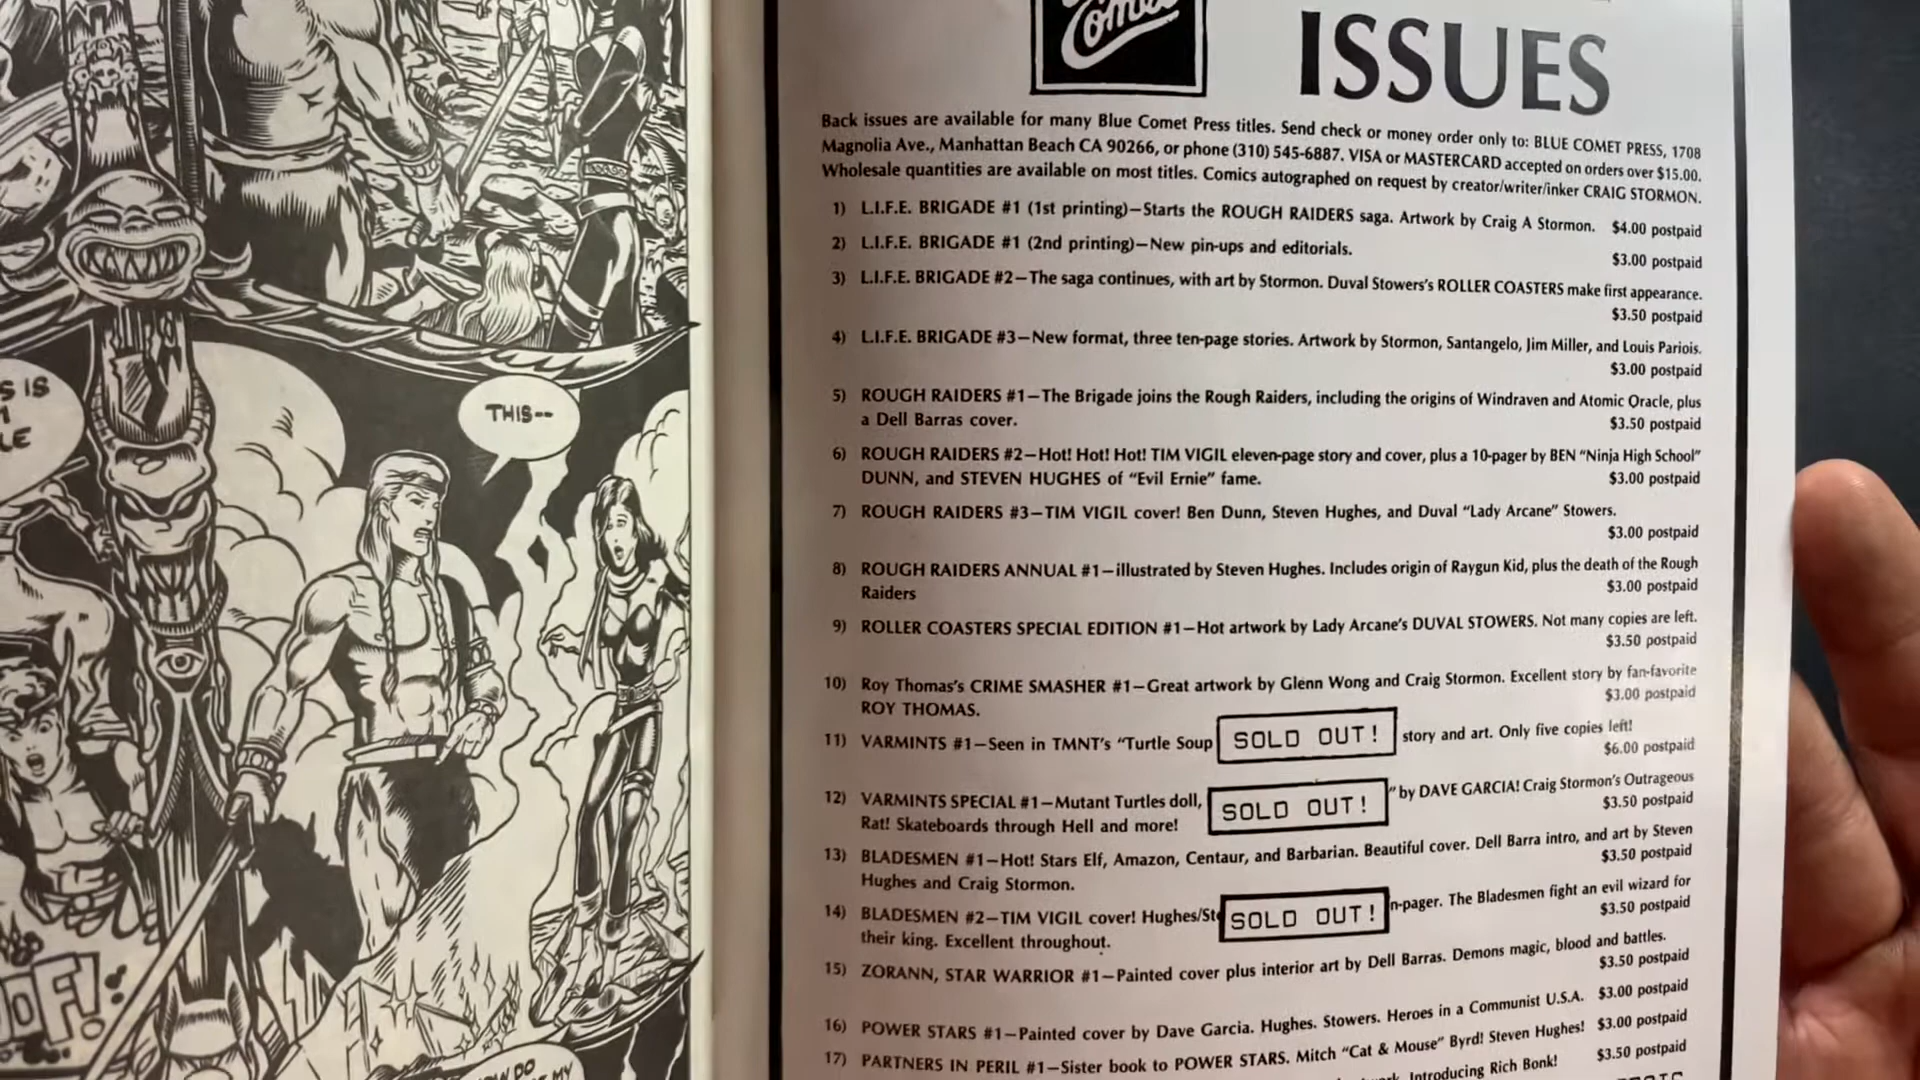 S IS
LE
THIS--
OF!
OW DO
MY
Comet
ISSUES
Back issues are available for many Blue Comet Press titles. Send check or money order only to: BLUE COMET PRESS, 1708
Magnolia Ave., Manhattan Beach CA 90266, or phone (310) 545-6887. VISA or MASTERCARD accepted on orders over $15.00.
Wholesale quantities are available on most titles. Comics autographed on request by creator/writer/inker CRAIG STORMON.
1) L.I.F.E. BRIGADE #1 (1st printing)—Starts the ROUGH RAIDERS saga. Artwork by Craig A Stormon. $4.00 postpaid
2) L.I.F.E. BRIGADE #1 (2nd printing)—New pin-ups and editorials.
$3.00 postpaid
3) L.I.F.E. BRIGADE #2—The saga continues, with art by Stormon. Duval Stowers's ROLLER COASTERS make first appearance.
$3.50 postpaid
4) L.I.F.E. BRIGADE #3—New format, three ten-page stories. Artwork by Stormon, Santangelo, Jim Miller, and Louis Pariois.
$3.00 postpaid
5) ROUGH RAIDERS #1—The Brigade joins the Rough Raiders, including the origins of Windraven and Atomic Oracle, plus
a Dell Barras cover. $3.50 postpaid
6) ROUGH RAIDERS #2—Hot! Hot! Hot! TIM VIGIL eleven-page story and cover, plus a 10-pager by BEN "Ninja High School"
DUNN, and STEVEN HUGHES of "Evil Ernie" fame. $3.00 postpaid
7) ROUGH RAIDERS #3—TIM VIGIL cover! Ben Dunn, Steven Hughes, and Duval "Lady Arcane" Stowers.
$3.00 postpaid
8) ROUGH RAIDERS ANNUAL #1—illustrated by Steven Hughes. Includes origin of Raygun Kid, plus the death of the Rough
Raiders $3.00 postpaid
9) ROLLER COASTERS SPECIAL EDITION #1—Hot artwork by Lady Arcane's DUVAL STOWERS. Not many copies are left.
$3.50 postpaid
10) Roy Thomas's CRIME SMASHER #1—Great artwork by Glenn Wong and Craig Stormon. Excellent story by fan-favorite
ROY THOMAS. $3.00 postpaid
11) VARMINTS #1—Seen in TMNT's "Turtle Soup SOLD OUT! story and art. Only five copies left!
$6.00 postpaid
12) VARMINTS SPECIAL #1—Mutant Turtles doll, SOLD OUT! " by DAVE GARCIA! Craig Stormon's Outrageous
Rat! Skateboards through Hell and more! $3.50 postpaid
13) BLADESMEN #1—Hot! Stars Elf, Amazon, Centaur, and Barbarian. Beautiful cover. Dell Barra intro, and art by Steven
Hughes and Craig Stormon. $3.50 postpaid
14) BLADESMEN #2—TIM VIGIL cover! Hughes/St SOLD OUT! n-pager. The Bladesmen fight an evil wizard for
their king. Excellent throughout. $3.50 postpaid
15) ZORANN, STAR WARRIOR #1—Painted cover plus interior art by Dell Barras. Demons magic, blood and battles.
$3.50 postpaid
16) POWER STARS #1—Painted cover by Dave Garcia. Hughes. Stowers. Heroes in a Communist U.S.A. $3.00 postpaid
17) PARTNERS IN PERIL #1—Sister book to POWER STARS. Mitch "Cat & Mouse" Byrd! Steven Hughes! $3.00 postpaid
Introducing Rich Bonk! $3.50 postpaid